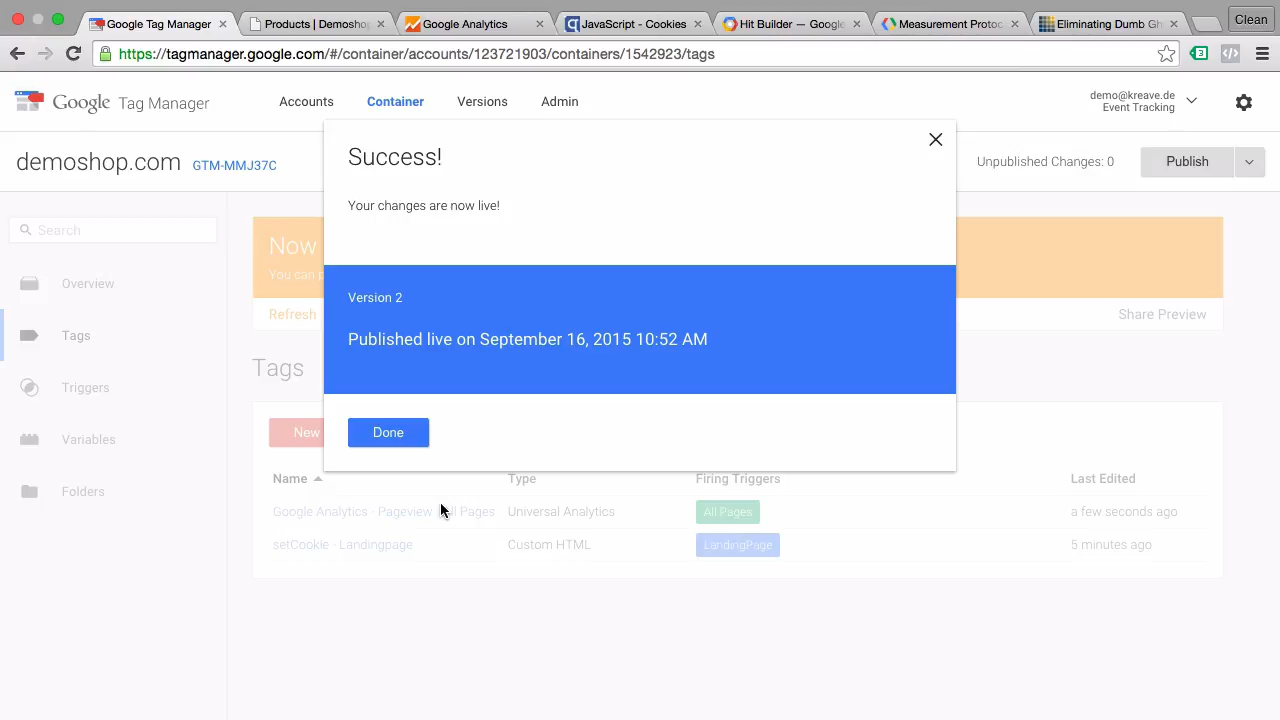 Google Tag Manager
Products | Demosho
Google Analytics
JavaScript - Cookies
Hit Builder — Google
Measurement Protoc
Eliminating Dumb Gh
Clean
https://tagmanager.google.com/#/container/accounts/123721903/containers/1542923/tags
Google Tag Manager
Accounts
Container
Versions
Admin
demo@kreave.de
Event Tracking
demoshop.com GTM-MMJ37C
Unpublished Changes: 0
Publish
Success!
Your changes are now live!
Version 2
Published live on September 16, 2015 10:52 AM
Done
Search
Overview
Tags
Triggers
Variables
Folders
Now
You can
Refresh
Share Preview
Tags
New
Name Type Firing Triggers Last Edited
Google Analytics - Pageview All Pages Universal Analytics All Pages a few seconds ago
setCookie - Landingpage Custom HTML LandingPage 5 minutes ago